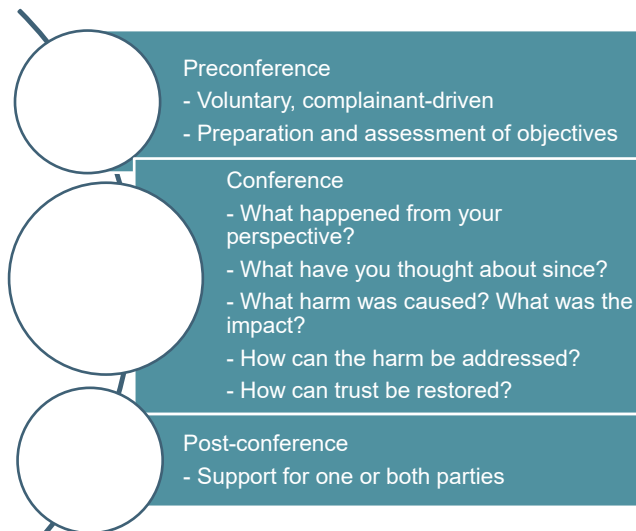 Preconference
- Voluntary, complainant-driven
- Preparation and assessment of objectives
Conference
- What happened from your
perspective?
- What have you thought about since?
- What harm was caused? What was the
impact?
- How can the harm be addressed?
- How can trust be restored?
Post-conference
- Support for one or both parties